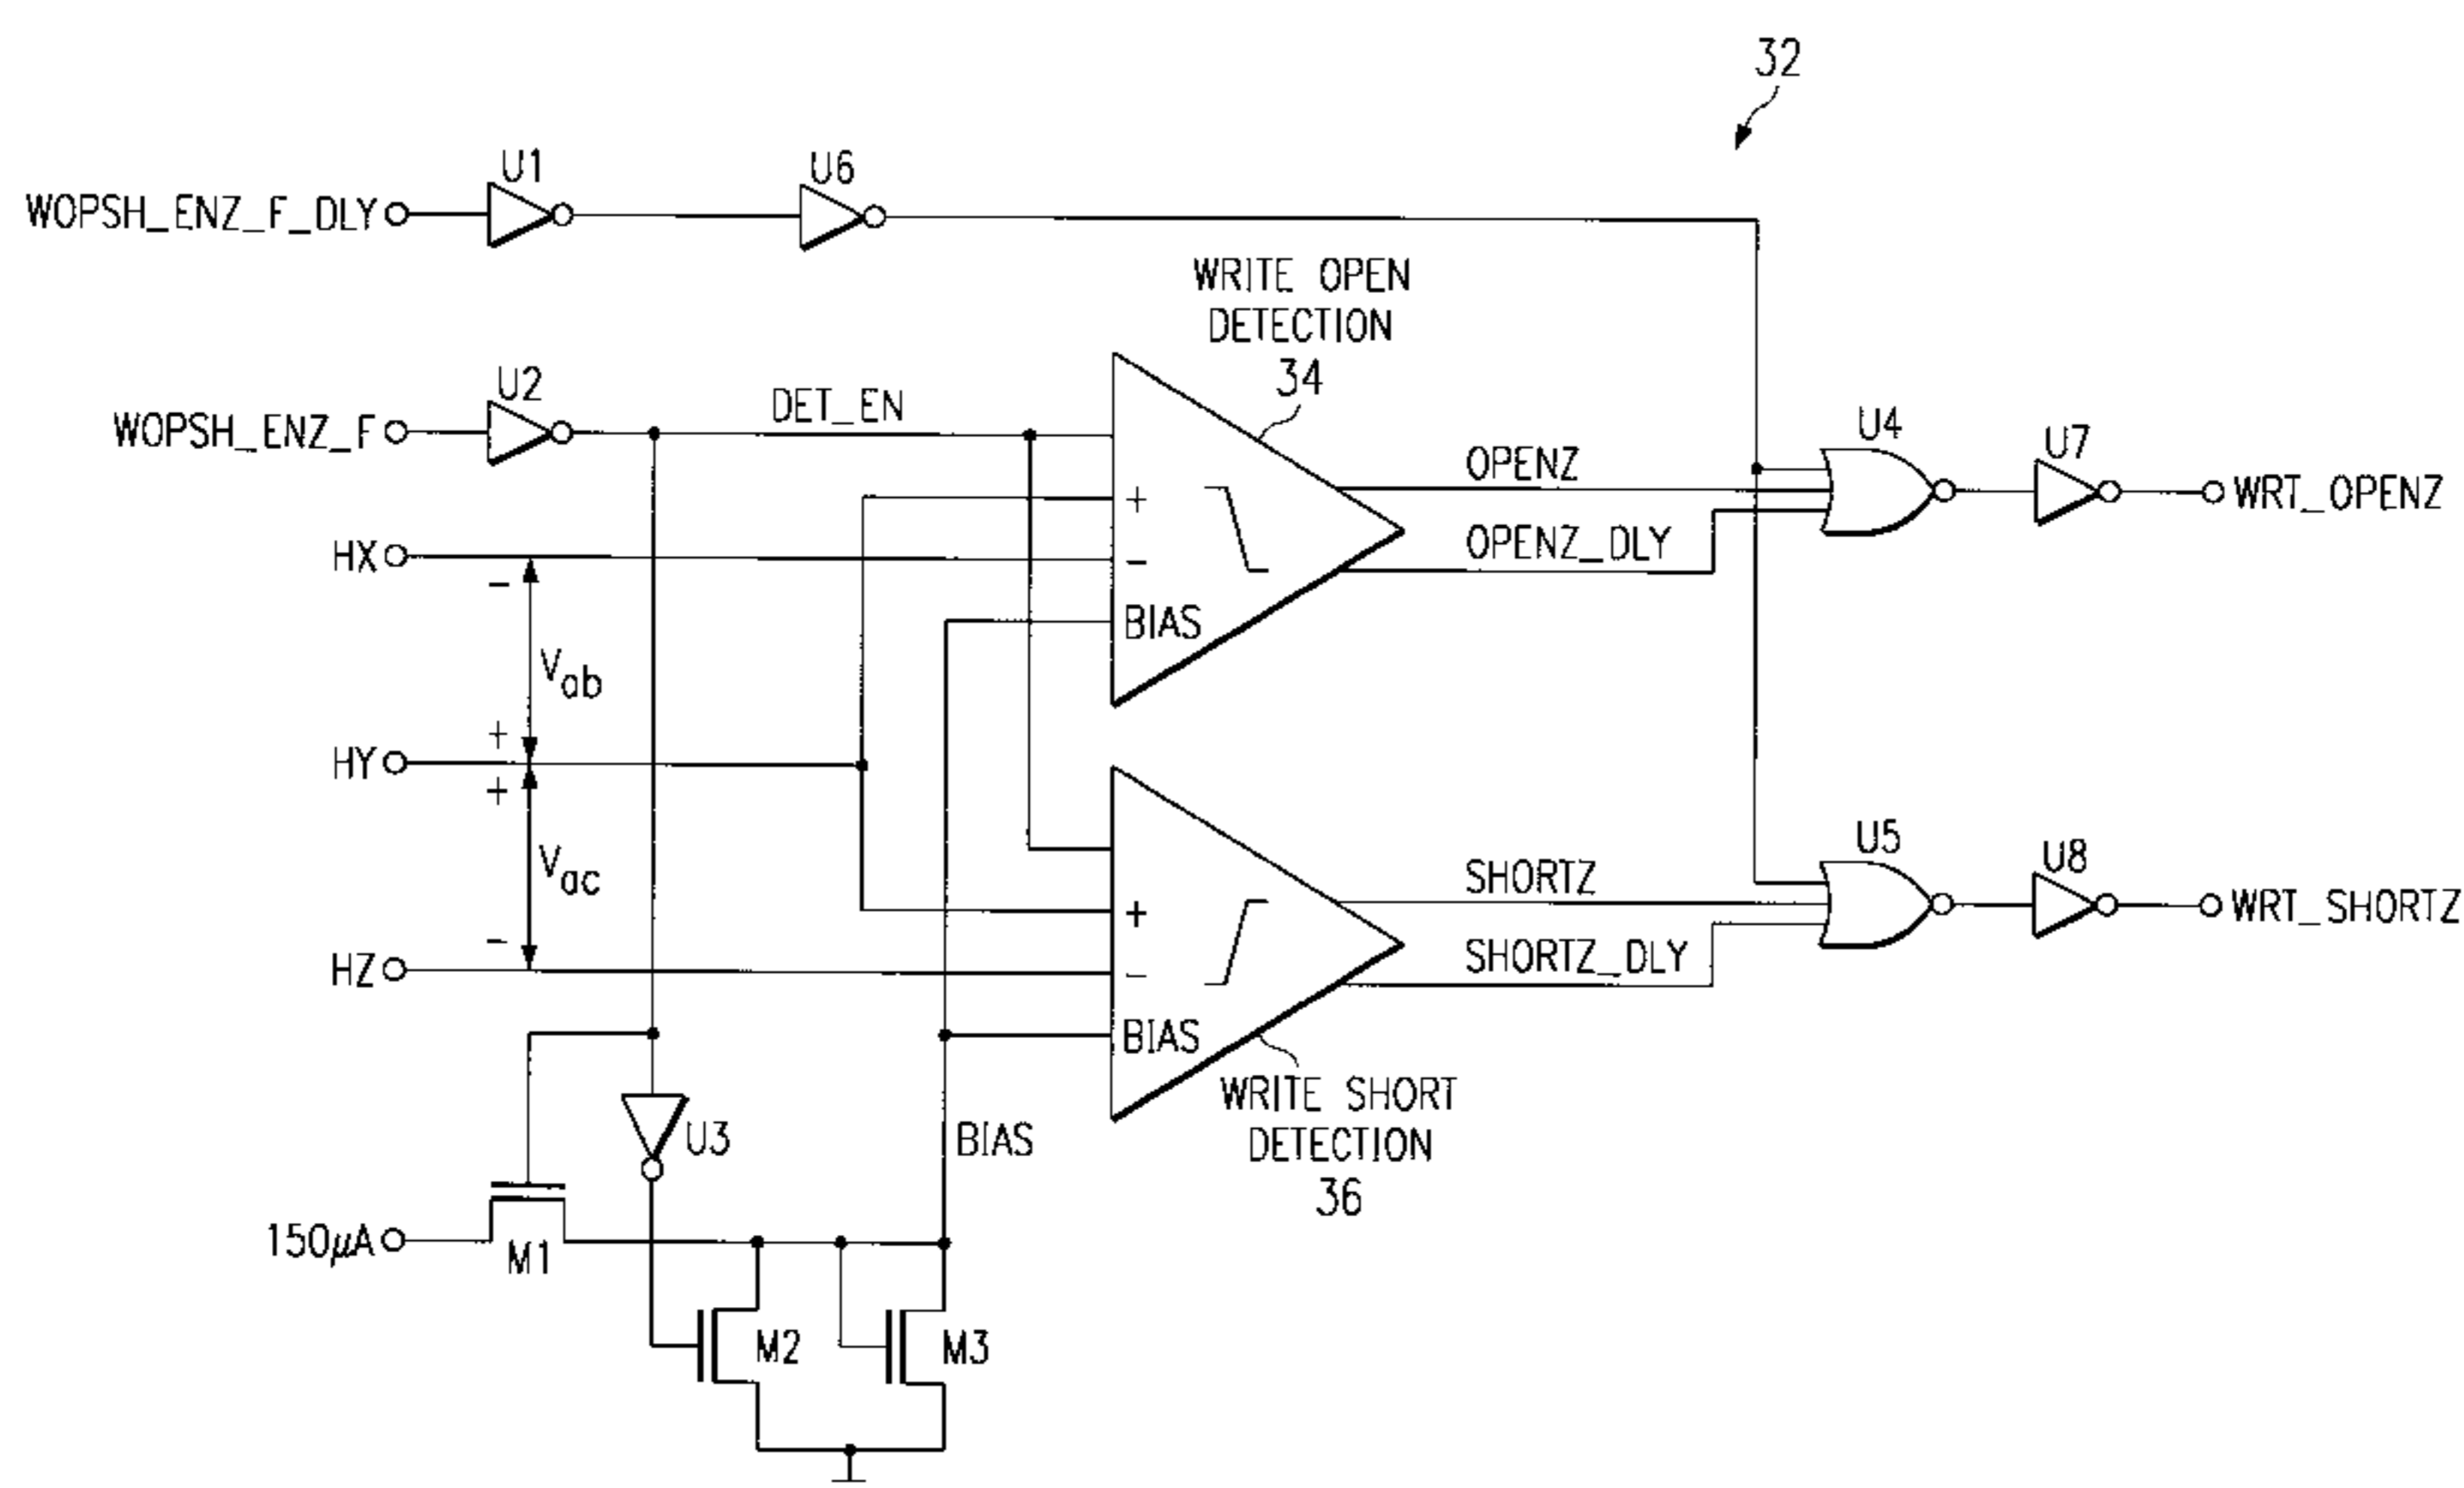 32
U1
U6
WOPSH_ENZ_F_DLY
WRITE OPEN
DETECTION
34
U2
DET_EN
WOPSH_ENZ_F
U4
U7
OPENZ
WRT_OPENZ
+
HX
-
-
OPENZ_DLY
BIAS
Vab
+
HY
+
U5
U8
Vac
SHORTZ
WRT_SHORTZ
+
-
HZ
-
SHORTZ_DLY
BIAS
WRITE SHORT
DETECTION
36
U3
BIAS
150μA
M1
M2
M3